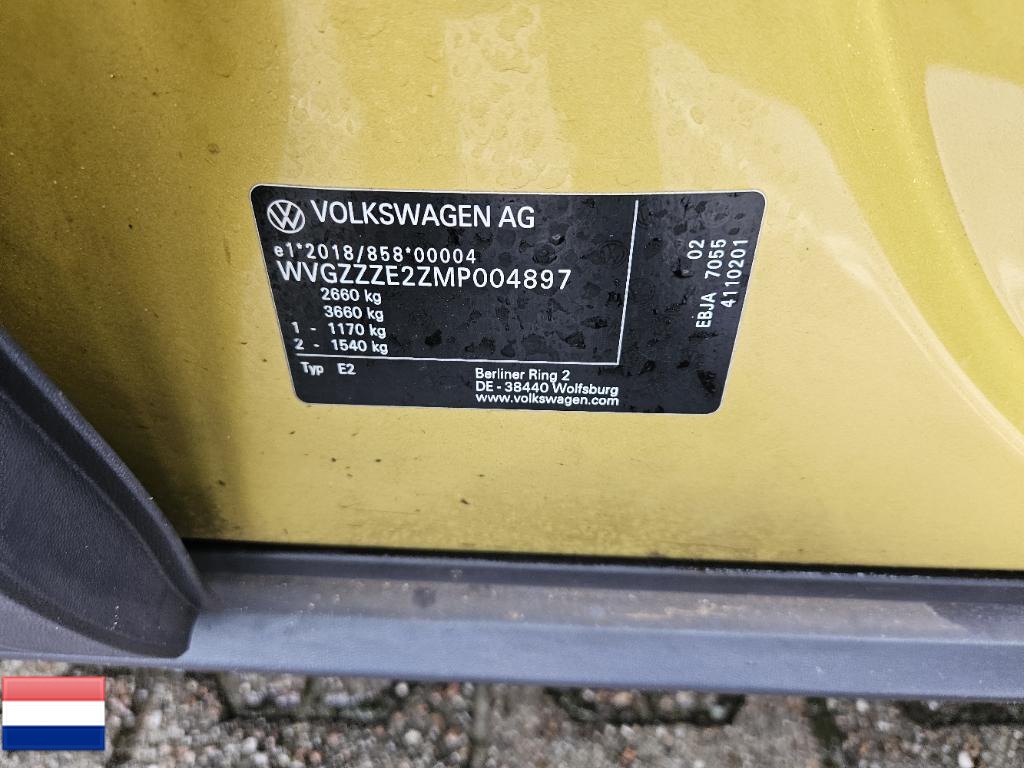 VOLKSWAGEN AG
e1*2018/858*00004
WVGZZZE2ZMP004897
2660 kg
3660 kg
1 - 1170 kg
2 - 1540 kg
Typ E2
Berliner Ring 2
DE - 38440 Wolfsburg
www.volkswagen.com
02
EBJA 7055
4110201